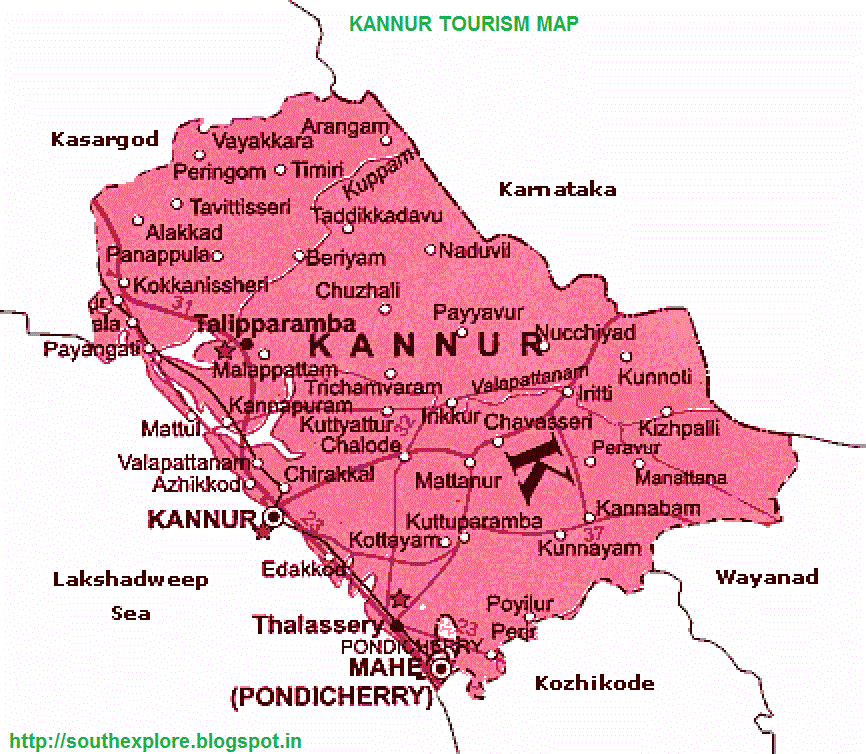 KANNUR TOURISM MAP
Arangam
Kasargod
Vayakkara
Peringom
Timiri
Kuppam
Karnataka
Tavittisseri
Taddikkadavu
Alakkad
Panappula
Beriyam
Naduvil
Kokkanissheri
Chuzhali
31
Payyavur
ala
Talipparamba
Nucchiyad
KANNUR
Payangati
Malappattam
Trichamvaram
Valapattanam
Kunnoti
Iritti
Kannapuram
Kuttyattur
Irikkur
Chavasseri
Mattul
Kizhpalli
Chalode
Peravur
Valapattanam
Chirakkal
K
Azhikkod
Mattanur
Manattana
Kannabam
KANNUR
23
Kuttuparamba
Kottayam
37
Kunnayam
Edakkod
Lakshadweep
Sea
Wayanad
Poyilur
Thalassery
23
PONDICHERRY
MAHE
(PONDICHERRY)
Kozhikode
http://southexplore.blogspot.in